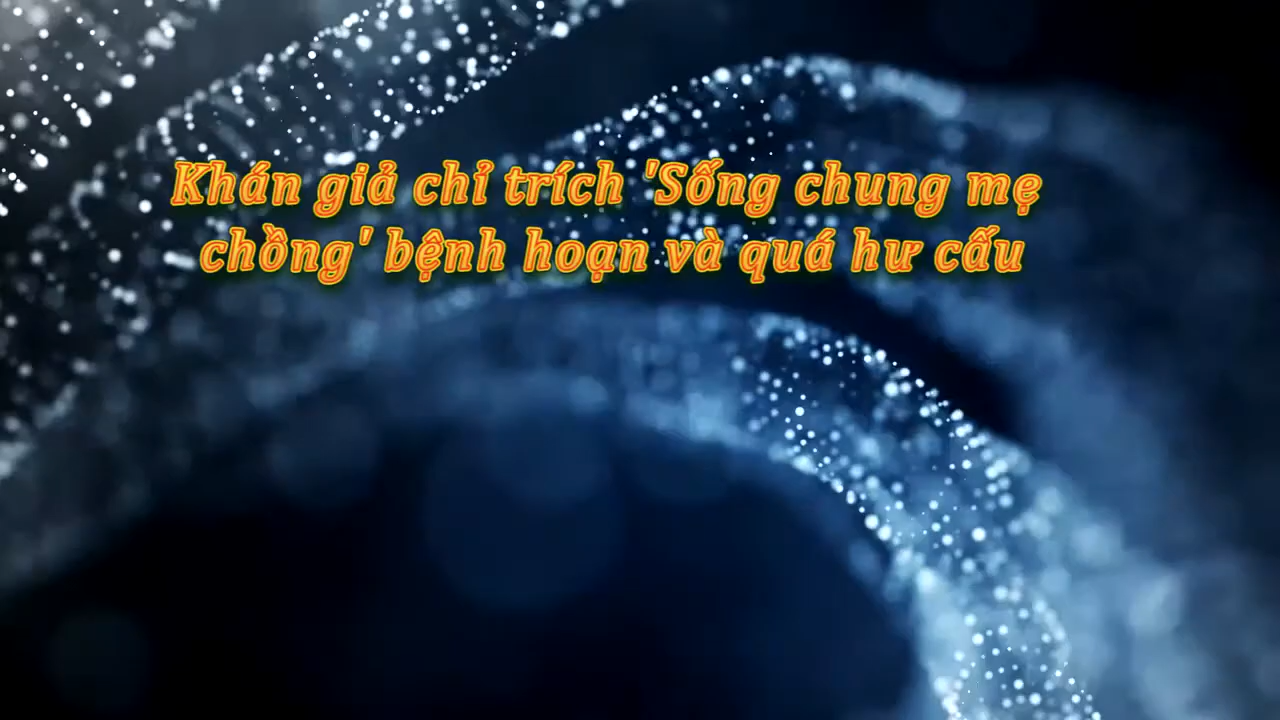 Khán giả chỉ trích 'Sống chung mẹ
chồng' bệnh hoạn và quá hư cấu